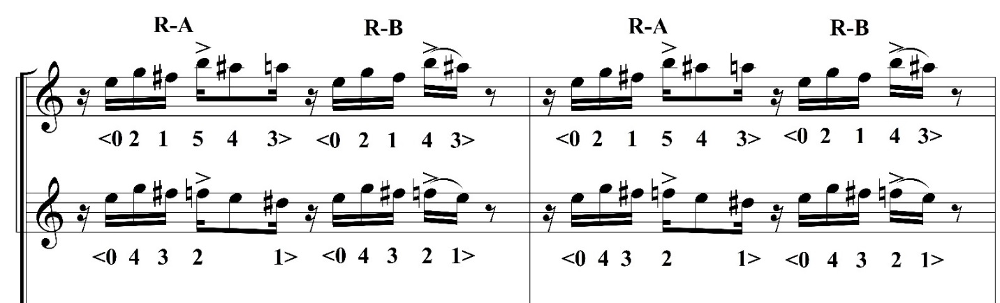 R-A R-B R-A R-B
<0 2 1 5 4 3> <0 2 1 4 3> <0 2 1 5 4 3> <0 2 1 4 3>
<0 4 3 2 1> <0 4 3 2 1> <0 4 3 2 1> <0 4 3 2 1>